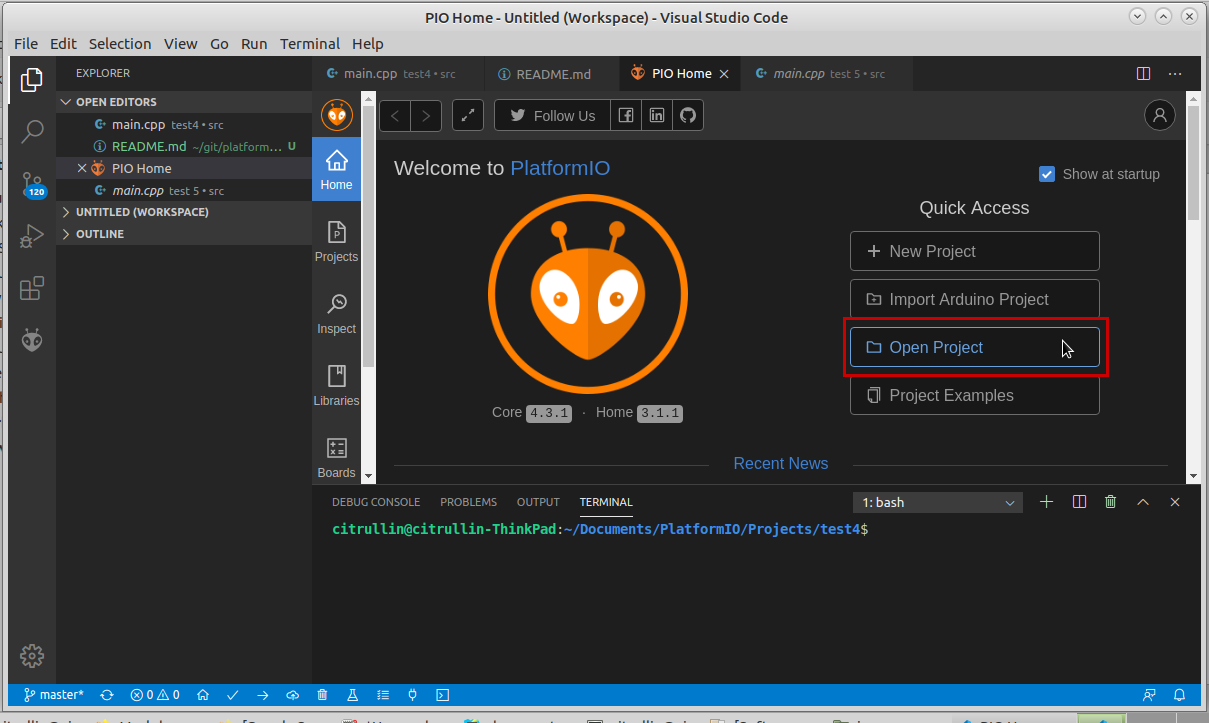 PIO Home - Untitled (Workspace) - Visual Studio Code
File Edit Selection View Go Run Terminal Help
EXPLORER
main.cpp test4 • src
README.md
PIO Home
main.cpp test 5 • src
OPEN EDITORS
main.cpp test4 • src
README.md ~/git/platform... U
PIO Home
main.cpp test 5 • src
UNTITLED (WORKSPACE)
OUTLINE
120
Home
Projects
Inspect
Libraries
Boards
Follow Us
Welcome to PlatformIO
Show at startup
Quick Access
New Project
Import Arduino Project
Open Project
Project Examples
Core 4.3.1 · Home 3.1.1
Recent News
DEBUG CONSOLE PROBLEMS OUTPUT TERMINAL
1: bash
citrullin@citrullin-ThinkPad:~/Documents/PlatformIO/Projects/test4$
master* 0 0